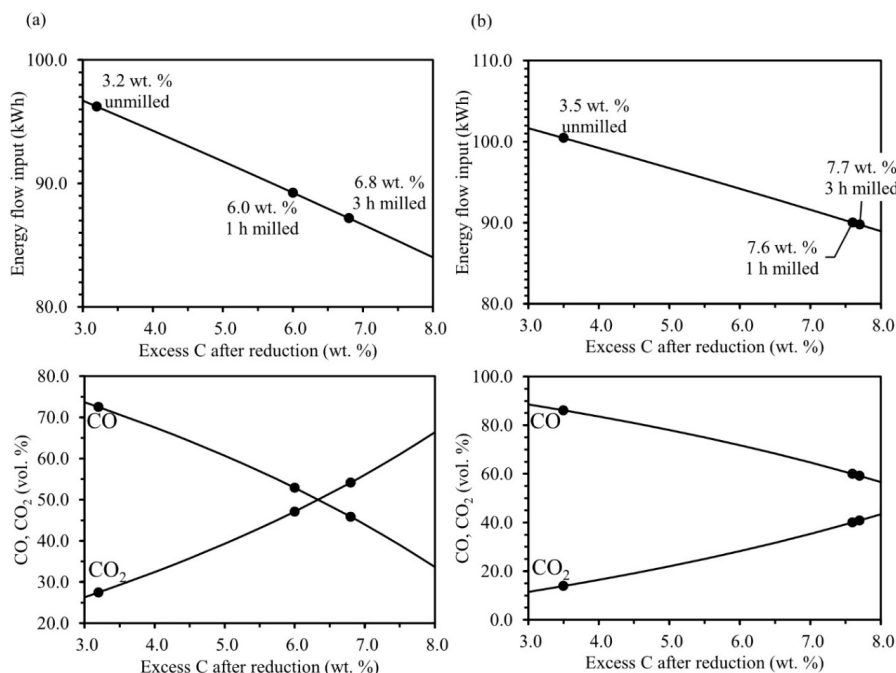 (a)
100.0
90.0
80.0
Energy flow input (kWh)
3.2 wt. %
unmilled
6.0 wt. %
1 h milled
6.8 wt. %
3 h milled
3.0 4.0 5.0 6.0 7.0 8.0
Excess C after reduction (wt. %)
80.0
70.0
60.0
50.0
40.0
30.0
20.0
CO, CO₂ (vol. %)
CO
CO₂
3.0 4.0 5.0 6.0 7.0 8.0
Excess C after reduction (wt. %)
(b)
110.0
100.0
90.0
80.0
Energy flow input (kWh)
3.5 wt. %
unmilled
7.7 wt. %
3 h milled
7.6 wt. %
1 h milled
3.0 4.0 5.0 6.0 7.0 8.0
Excess C after reduction (wt. %)
100.0
80.0
60.0
40.0
20.0
0.0
CO, CO₂ (vol. %)
CO
CO₂
3.0 4.0 5.0 6.0 7.0 8.0
Excess C after reduction (wt. %)